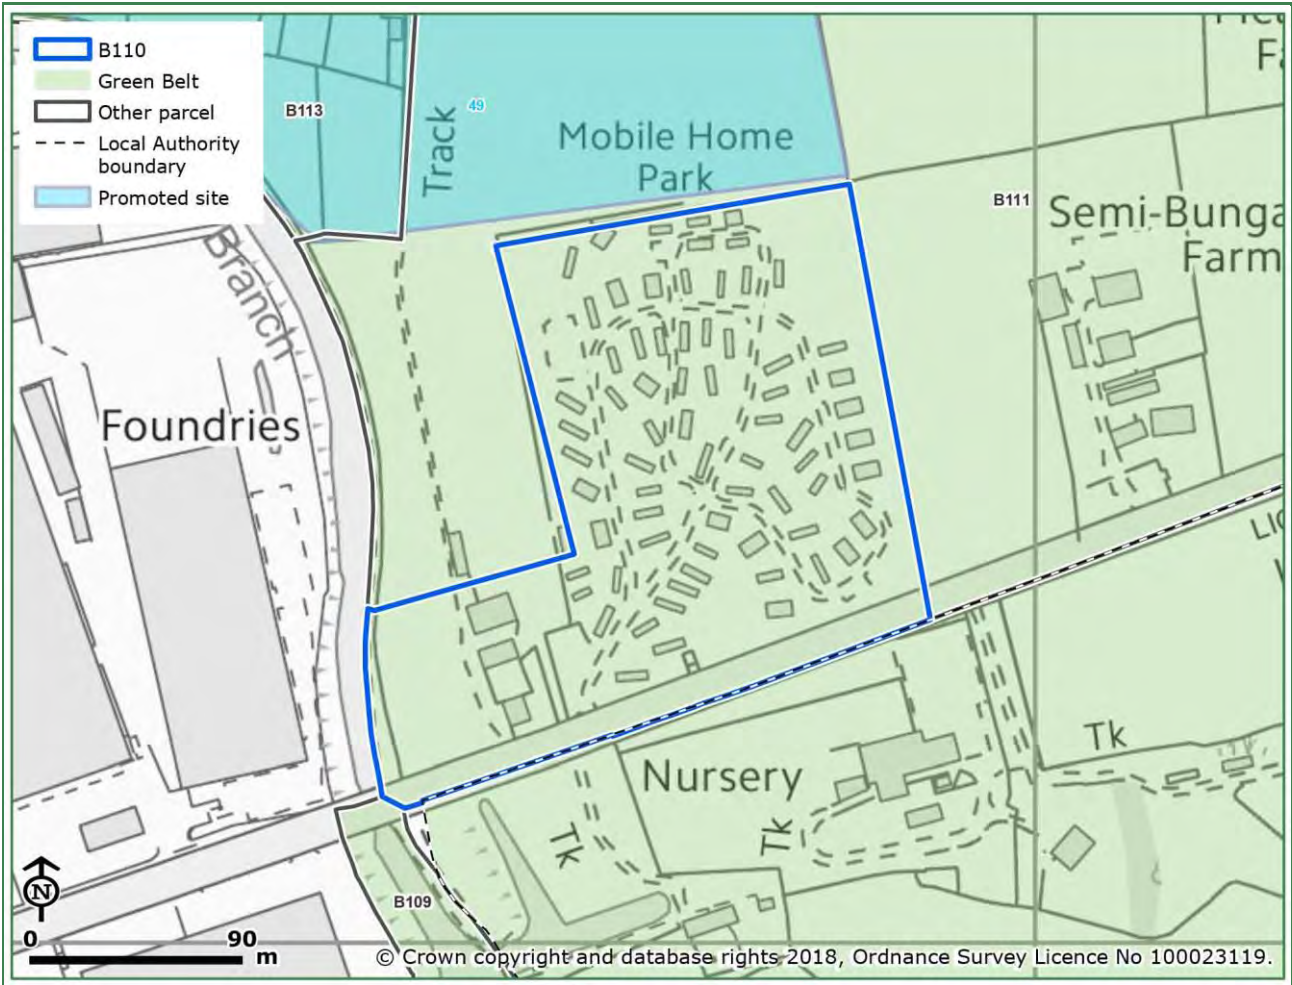 B110
Green Belt
Other parcel
Local Authority
boundary
Promoted site
B113
49
Track
Mobile Home
Park
B111
Semi-Bunga
Farm
Branch
Foundries
Nursery
Tk
Tk
Tk
B109
N
0 90
m
© Crown copyright and database rights 2018, Ordnance Survey Licence No 100023119.